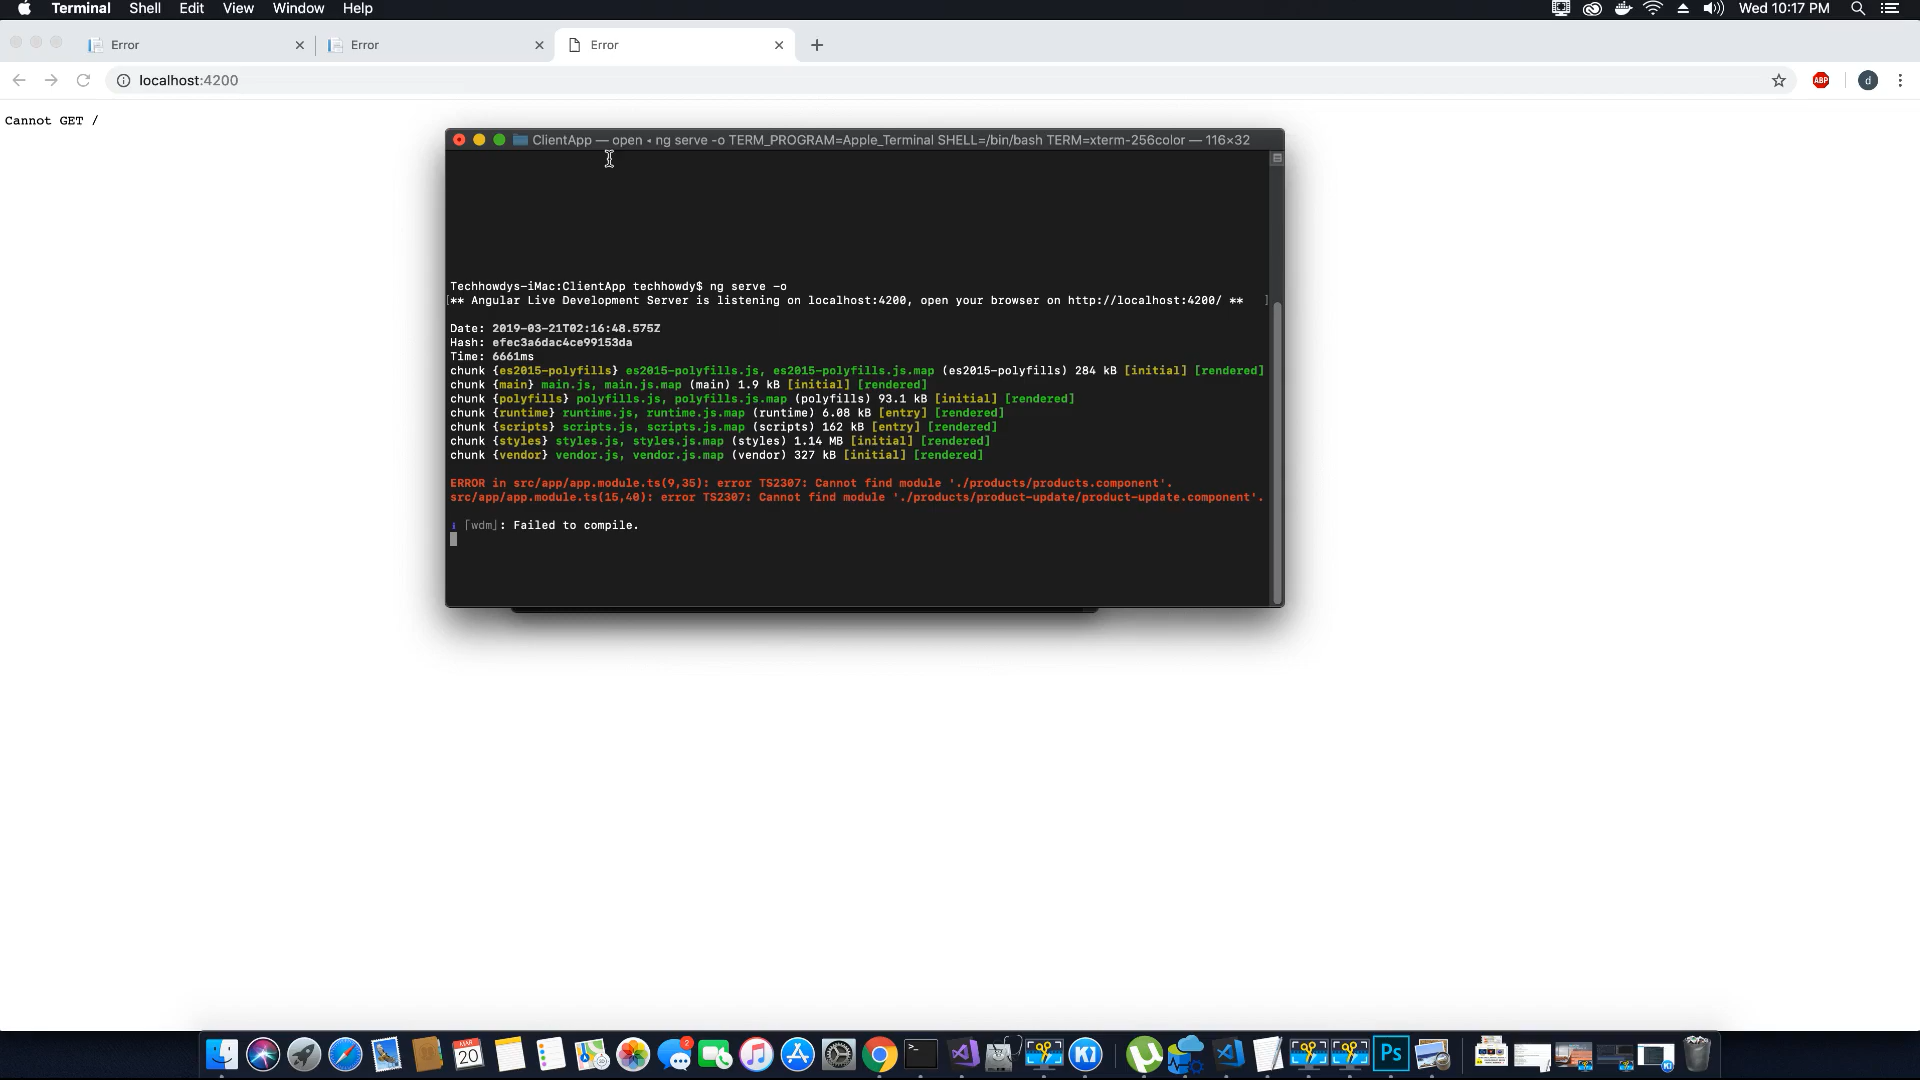 Terminal Shell Edit View Window Help Wed 10:17 PM
Error Error Error
localhost:4200 ABP d
Cannot GET /
ClientApp — open ◂ ng serve -o TERM_PROGRAM=Apple_Terminal SHELL=/bin/bash TERM=xterm-256color — 116×32
Techhowdys-iMac:ClientApp techhowdy$ ng serve -o
[** Angular Live Development Server is listening on localhost:4200, open your browser on http://localhost:4200/ ** ]
Date: 2019-03-21T02:16:48.575Z
Hash: efec3a6dac4ce99153da
Time: 6661ms
chunk {es2015-polyfills} es2015-polyfills.js, es2015-polyfills.js.map (es2015-polyfills) 284 kB [initial] [rendered]
chunk {main} main.js, main.js.map (main) 1.9 kB [initial] [rendered]
chunk {polyfills} polyfills.js, polyfills.js.map (polyfills) 93.1 kB [initial] [rendered]
chunk {runtime} runtime.js, runtime.js.map (runtime) 6.08 kB [entry] [rendered]
chunk {scripts} scripts.js, scripts.js.map (scripts) 162 kB [entry] [rendered]
chunk {styles} styles.js, styles.js.map (styles) 1.14 MB [initial] [rendered]
chunk {vendor} vendor.js, vendor.js.map (vendor) 327 kB [initial] [rendered]
ERROR in src/app/app.module.ts(9,35): error TS2307: Cannot find module './products/products.component'.
src/app/app.module.ts(15,40): error TS2307: Cannot find module './products/product-update/product-update.component'.
ℹ ｢wdm｣: Failed to compile.
MAR 20 2 Ps